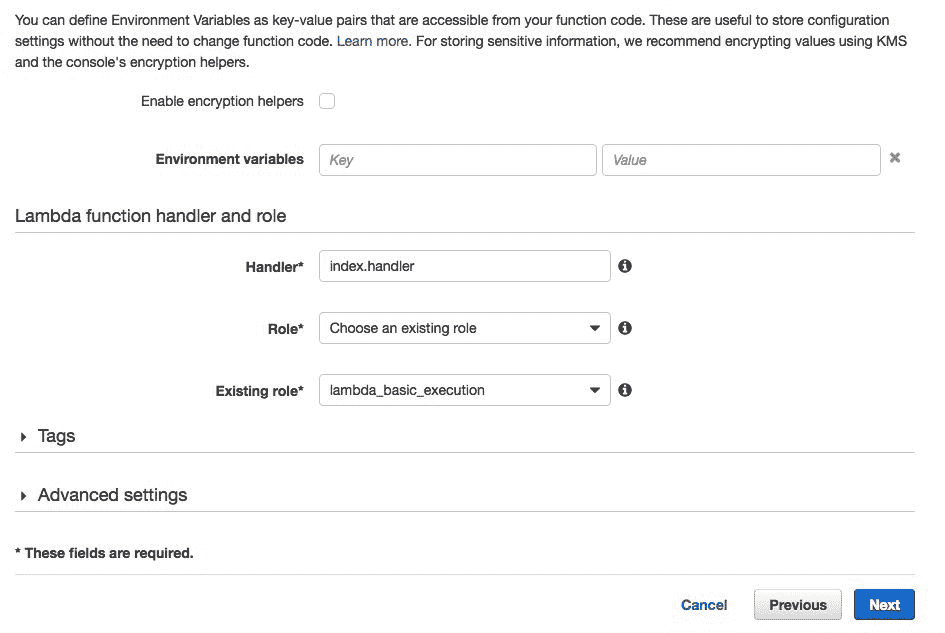 You can define Environment Variables as key-value pairs that are accessible from your function code. These are useful to store configuration
settings without the need to change function code. Learn more. For storing sensitive information, we recommend encrypting values using KMS
and the console's encryption helpers.
Enable encryption helpers
Environment variables Key Value
Lambda function handler and role
Handler* index.handler
Role* Choose an existing role
Existing role* lambda_basic_execution
Tags
Advanced settings
* These fields are required.
Cancel Previous Next